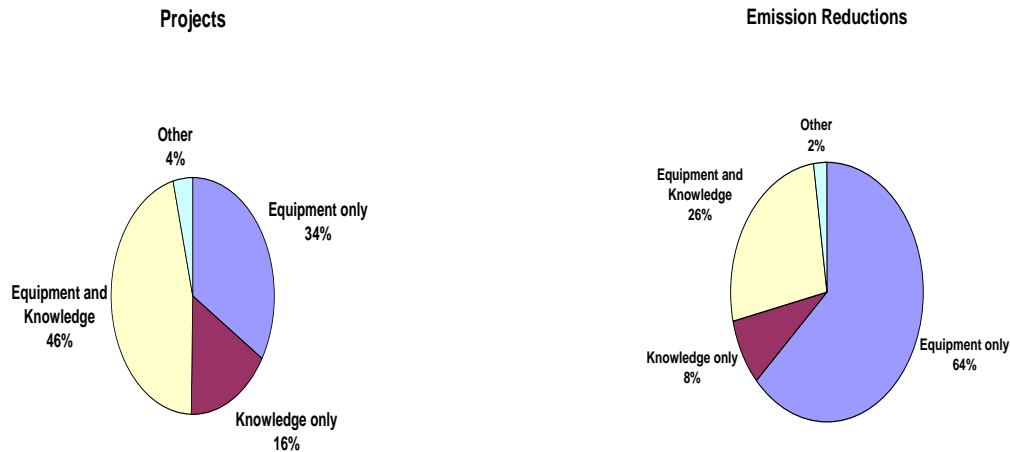 Projects
Other
4%
Equipment only
34%
Equipment and
Knowledge
46%
Knowledge only
16%
Emission Reductions
Other
2%
Equipment and
Knowledge
26%
Equipment only
64%
Knowledge only
8%